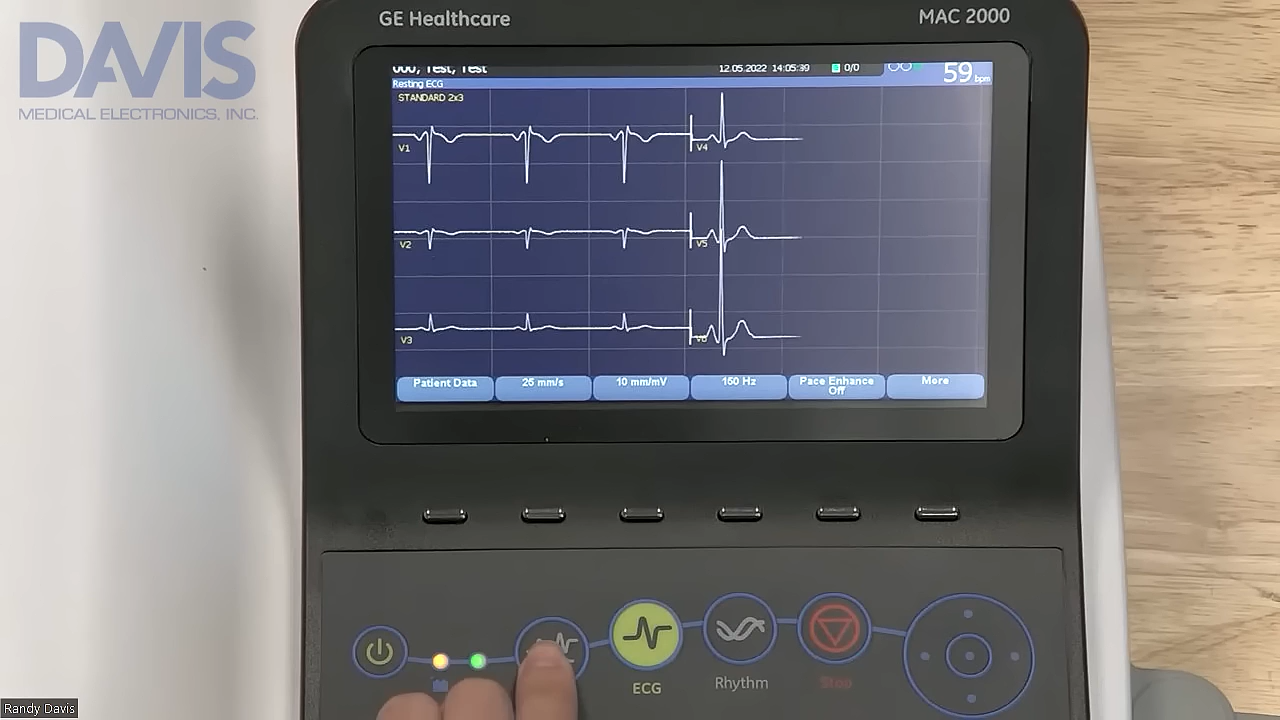 DAVIS
MEDICAL ELECTRONICS, INC.
GE Healthcare
MAC 2000
000, Test, Test
12.05.2022 14:05:39
0/0
59 bpm
Resting ECG
STANDARD 2x3
V1
V4
V2
V5
V3
V6
Patient Data
25 mm/s
10 mm/mV
150 Hz
Pace Enhance
Off
More
ECG
Rhythm
Stop
Randy Davis